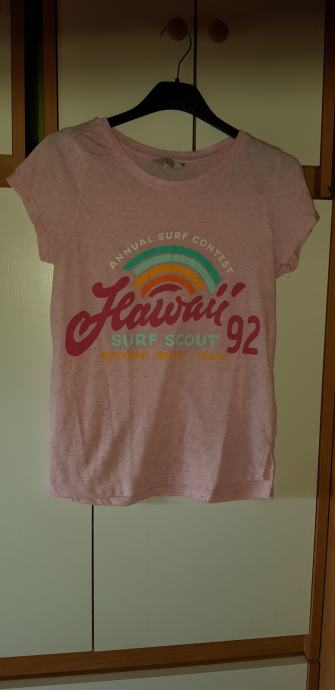 ANNUAL SURF CONTEST
Hawaii
92
SURF SCOUT